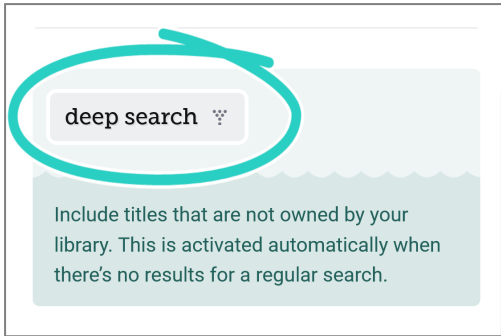 deep search
Include titles that are not owned by your
library. This is activated automatically when
there's no results for a regular search.